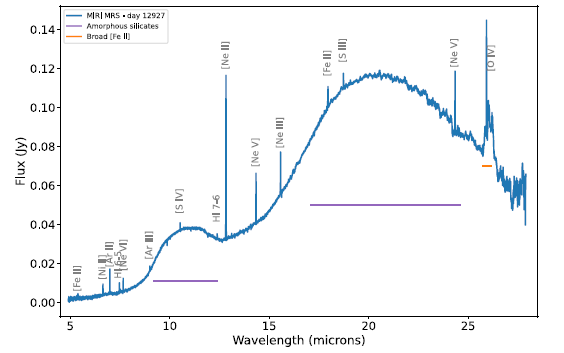 MIRI MRS • day 12927
Amorphous silicates
Broad [Fe II]
[Fe II]
[Ni II]
[Ar II]
HI 6-5
[Ne VI]
[Ar III]
[S IV]
HI 7-6
[Ne II]
[Ne V]
[Ne III]
[Fe II]
[S III]
[Ne V]
[O IV]
0.14
0.12
0.10
0.08
0.06
0.04
0.02
0.00
Flux (Jy)
5
10
15
20
25
Wavelength (microns)